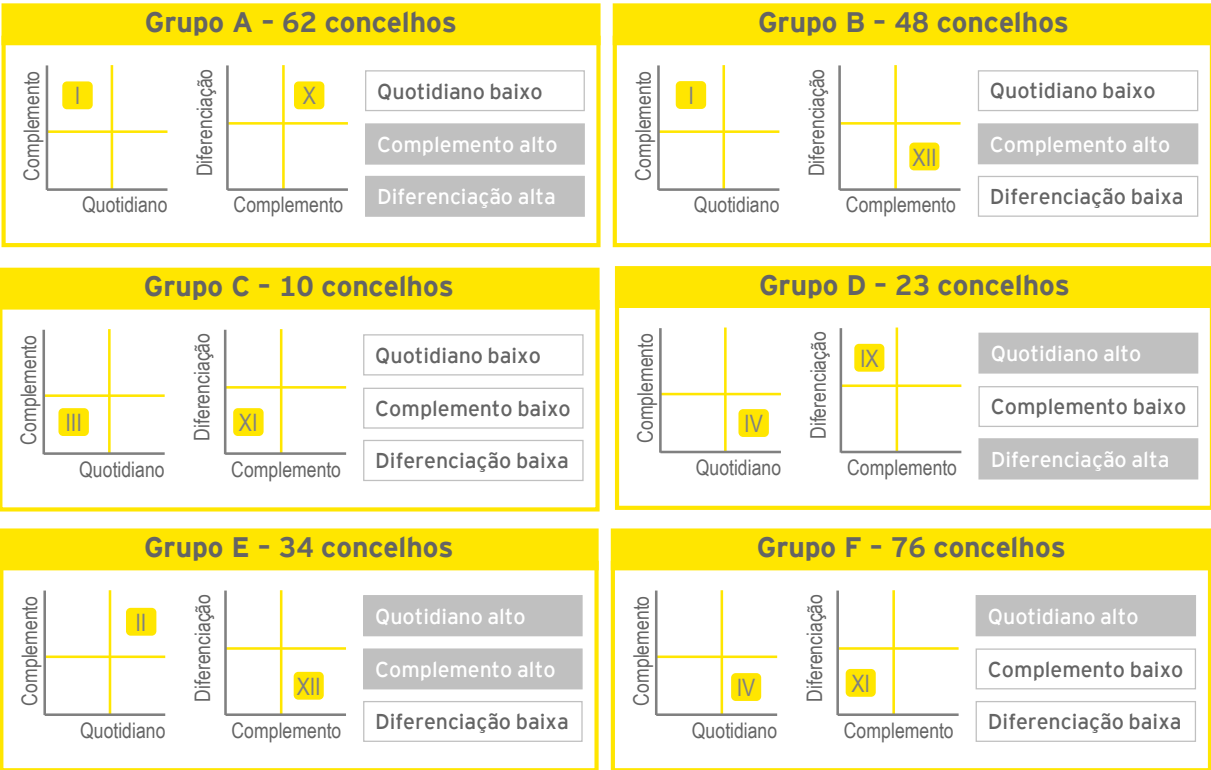 Grupo A – 62 concelhos
Complemento
I
Quotidiano
Diferenciação
X
Complemento
Quotidiano baixo
Complemento alto
Diferenciação alta
Grupo B – 48 concelhos
Complemento
I
Quotidiano
Diferenciação
XII
Complemento
Quotidiano baixo
Complemento alto
Diferenciação baixa
Grupo C – 10 concelhos
Complemento
III
Quotidiano
Diferenciação
XI
Complemento
Quotidiano baixo
Complemento baixo
Diferenciação baixa
Grupo D – 23 concelhos
Complemento
IV
Quotidiano
Diferenciação
IX
Complemento
Quotidiano alto
Complemento baixo
Diferenciação alta
Grupo E – 34 concelhos
Complemento
II
Quotidiano
Diferenciação
XII
Complemento
Quotidiano alto
Complemento alto
Diferenciação baixa
Grupo F – 76 concelhos
Complemento
IV
Quotidiano
Diferenciação
XI
Complemento
Quotidiano alto
Complemento baixo
Diferenciação baixa